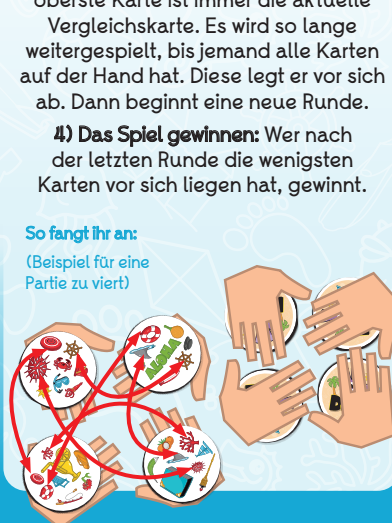 oberste Karte ist immer die aktuelle
Vergleichskarte. Es wird so lange
weitergespielt, bis jemand alle Karten
auf der Hand hat. Diese legt er vor sich
ab. Dann beginnt eine neue Runde.
4) Das Spiel gewinnen: Wer nach
der letzten Runde die wenigsten
Karten vor sich liegen hat, gewinnt.
So fangt ihr an:
(Beispiel für eine
Partie zu viert)
ALOHA